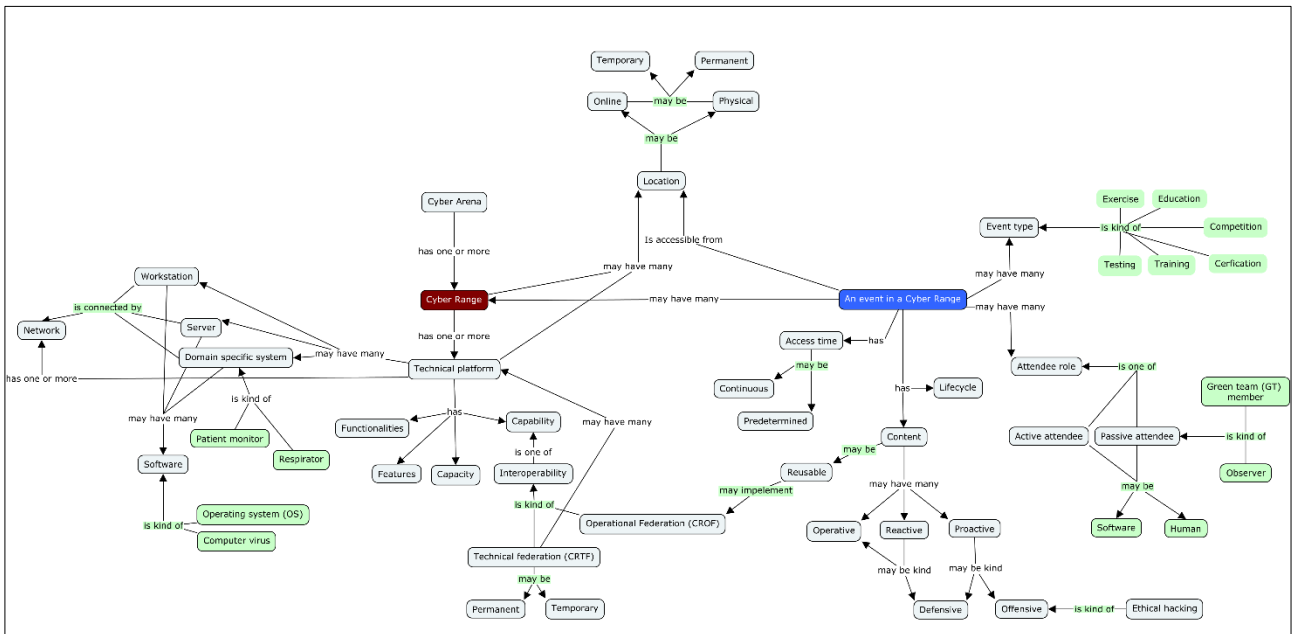 Temporary
Permanent
may be
Online
Physical
may be
Location
Cyber Arena
Is accessible from
has one or more
may have many
Cyber Range
may have many
An event in a Cyber Range
Exercise
Education
Event type
is kind of
Competition
Testing
Training
Cerfication
may have many
may have many
Workstation
is connected by
Network
Server
Domain specific system
may have many
has one or more
has one or more
Technical platform
is kind of
may have many
Patient monitor
Respirator
Software
is kind of
Operating system (OS)
Computer virus
has
Functionalities
Capability
Features
Capacity
is one of
Interoperability
may have many
is kind of
Operational Federation (CROF)
Technical federation (CRTF)
may be
Permanent
Temporary
Access time
has
may be
Continuous
Predetermined
has
Lifecycle
Content
may be
Reusable
may impelement
may have many
Operative
Reactive
Proactive
may be kind
may be kind
Defensive
Offensive
is kind of
Ethical hacking
Attendee role
is one of
Active attendee
Passive attendee
Green team (GT)
member
is kind of
Observer
may be
Software
Human